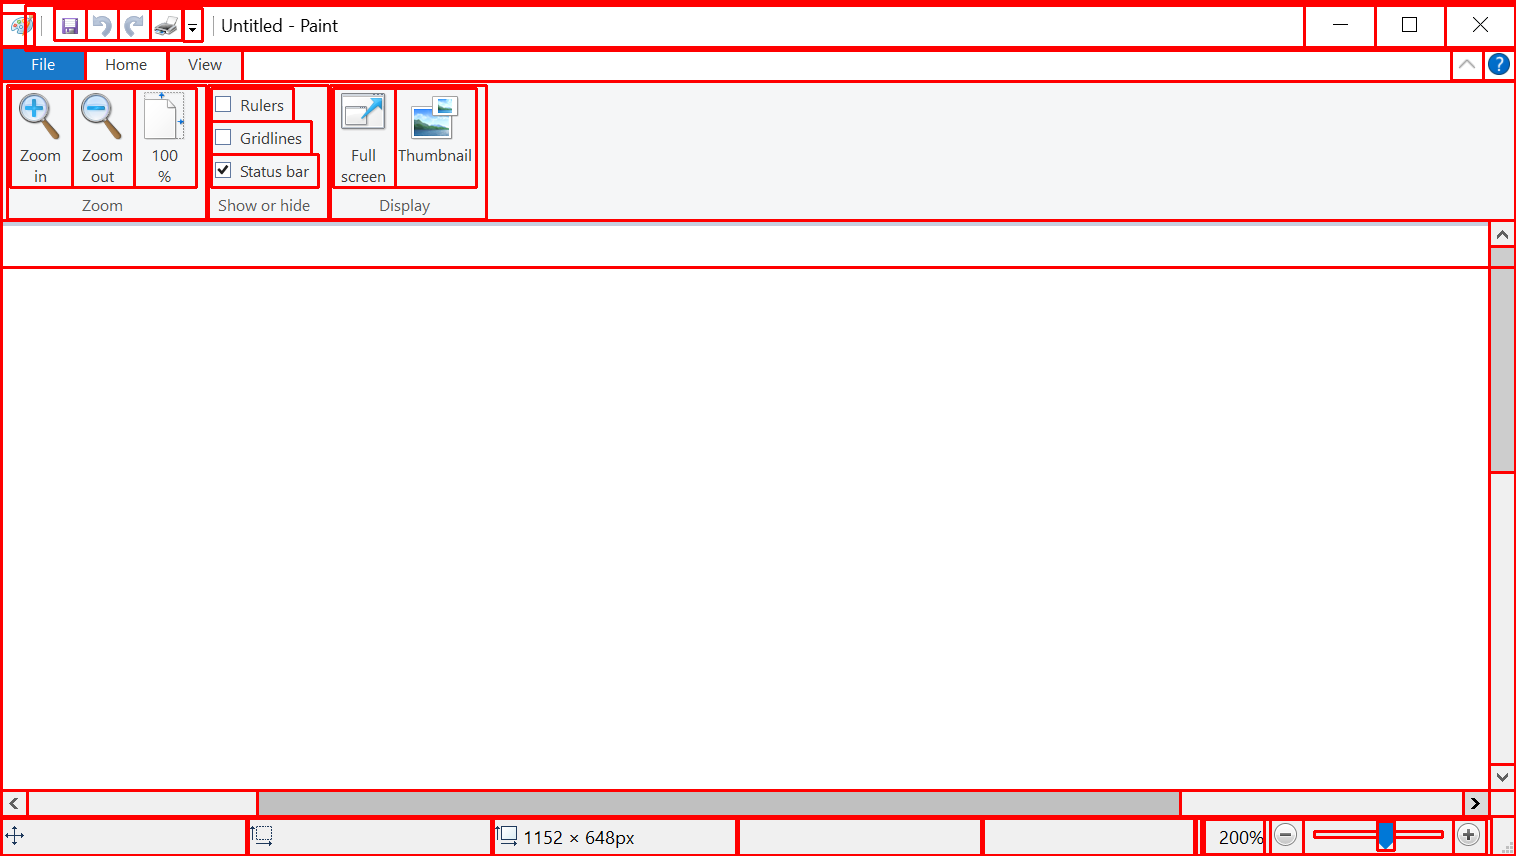 Untitled - Paint
File Home View
Zoom in
Zoom out
100 %
Zoom
Rulers
Gridlines
Status bar
Show or hide
Full screen
Thumbnail
Display
1152 × 648px
200%